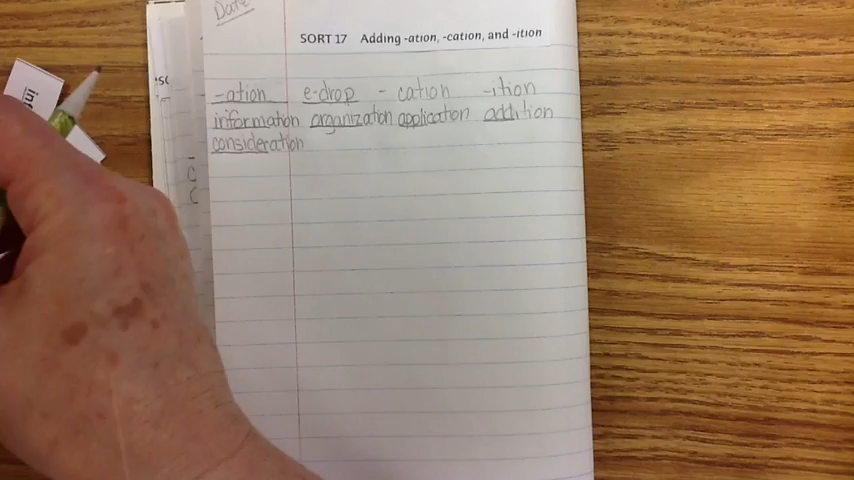 Date
SORT 17 Adding -ation, -cation, and -ition
-ation e-drop -cation -ition
information organization application addition
consideration